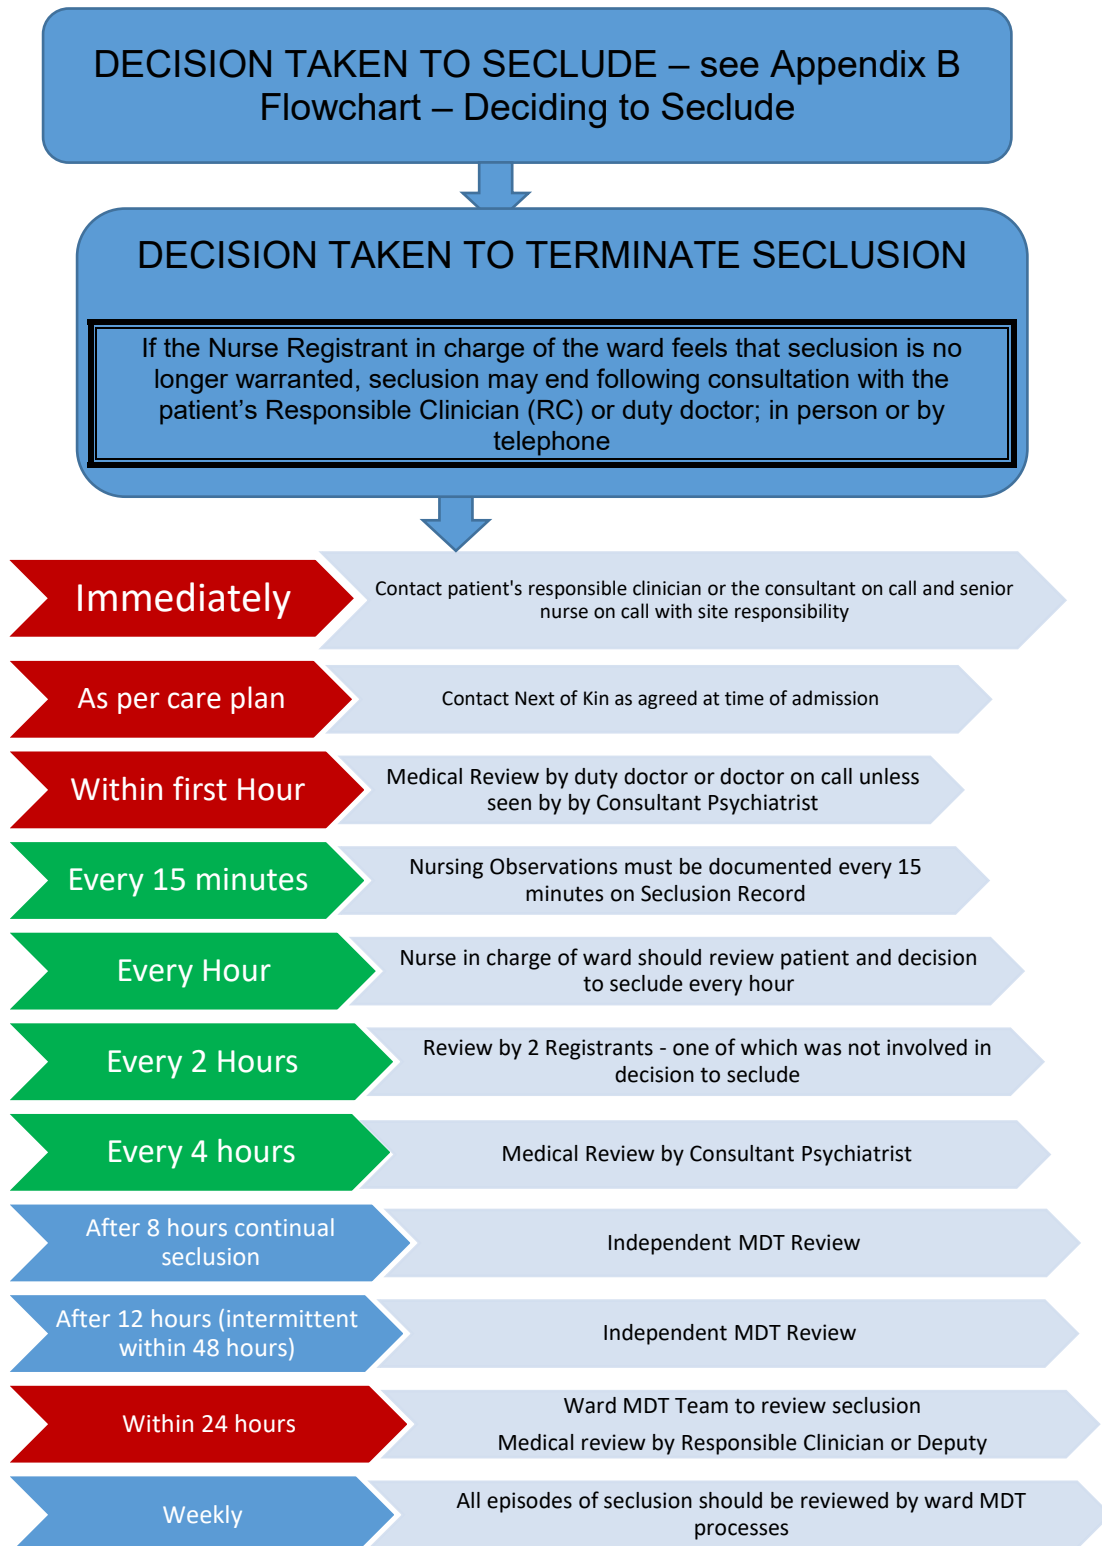 DECISION TAKEN TO SECLUDE – see Appendix B
Flowchart – Deciding to Seclude
DECISION TAKEN TO TERMINATE SECLUSION
If the Nurse Registrant in charge of the ward feels that seclusion is no
longer warranted, seclusion may end following consultation with the
patient’s Responsible Clinician (RC) or duty doctor; in person or by
telephone
Immediately
Contact patient's responsible clinician or the consultant on call and senior
nurse on call with site responsibility
As per care plan
Contact Next of Kin as agreed at time of admission
Within first Hour
Medical Review by duty doctor or doctor on call unless
seen by by Consultant Psychiatrist
Every 15 minutes
Nursing Observations must be documented every 15
minutes on Seclusion Record
Every Hour
Nurse in charge of ward should review patient and decision
to seclude every hour
Every 2 Hours
Review by 2 Registrants - one of which was not involved in
decision to seclude
Every 4 hours
Medical Review by Consultant Psychiatrist
After 8 hours continual
seclusion
Independent MDT Review
After 12 hours (intermittent
within 48 hours)
Independent MDT Review
Within 24 hours
Ward MDT Team to review seclusion
Medical review by Responsible Clinician or Deputy
Weekly
All episodes of seclusion should be reviewed by ward MDT
processes